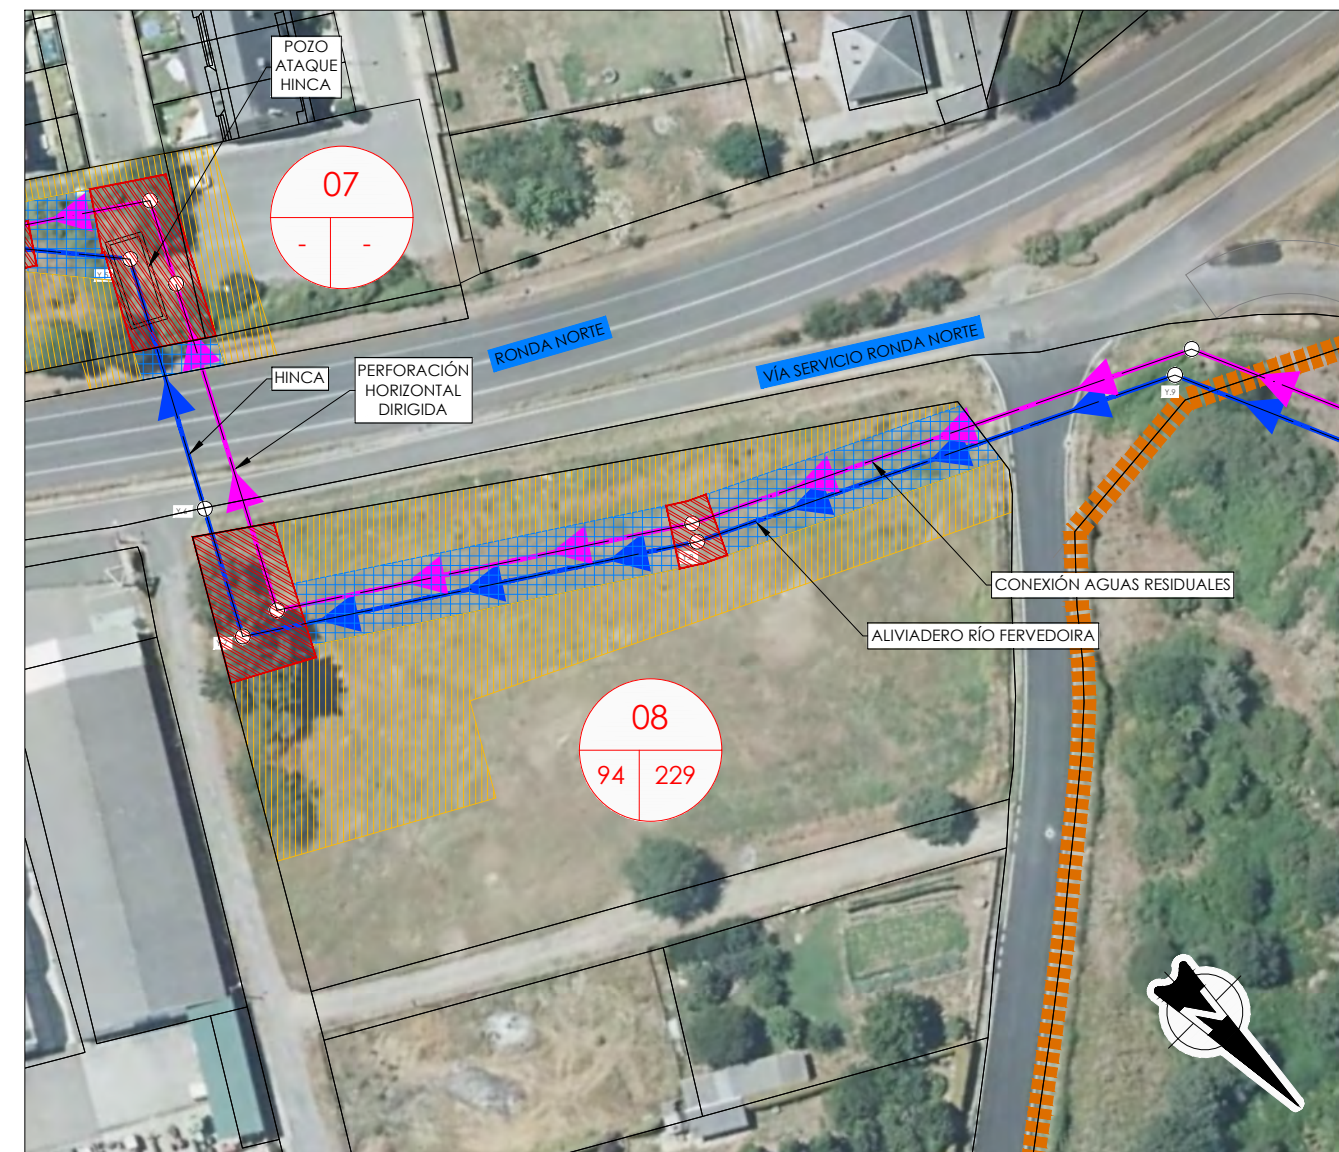 POZO
ATAQUE
HINCA
07
- -
RONDA NORTE
VÍA SERVICIO RONDA NORTE
HINCA
PERFORACIÓN
HORIZONTAL
DIRIGIDA
Y.9
CONEXIÓN AGUAS RESIDUALES
ALIVIADERO RÍO FERVEDOIRA
08
94 229